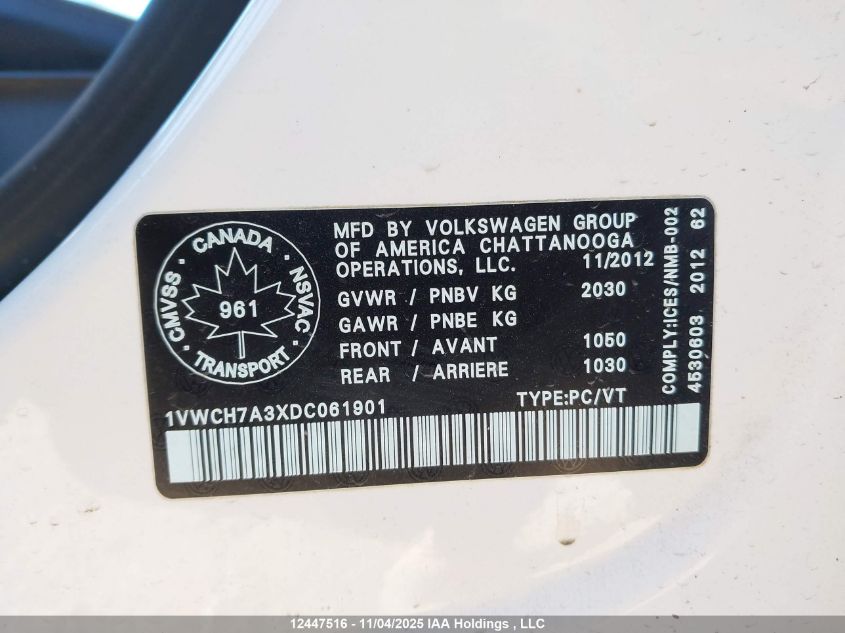 CANADA
CMVSS
NSVAC
961
TRANSPORT
MFD BY VOLKSWAGEN GROUP
OF AMERICA CHATTANOOGA
OPERATIONS, LLC. 11/2012
GVWR / PNBV KG 2030
GAWR / PNBE KG
FRONT / AVANT 1050
REAR / ARRIERE 1030
1VWCH7A3XDC061901 TYPE:PC/VT
COMPLY:ICES/NMB-002
4530603 2012 62
12447516 - 11/04/2025 IAA Holdings , LLC